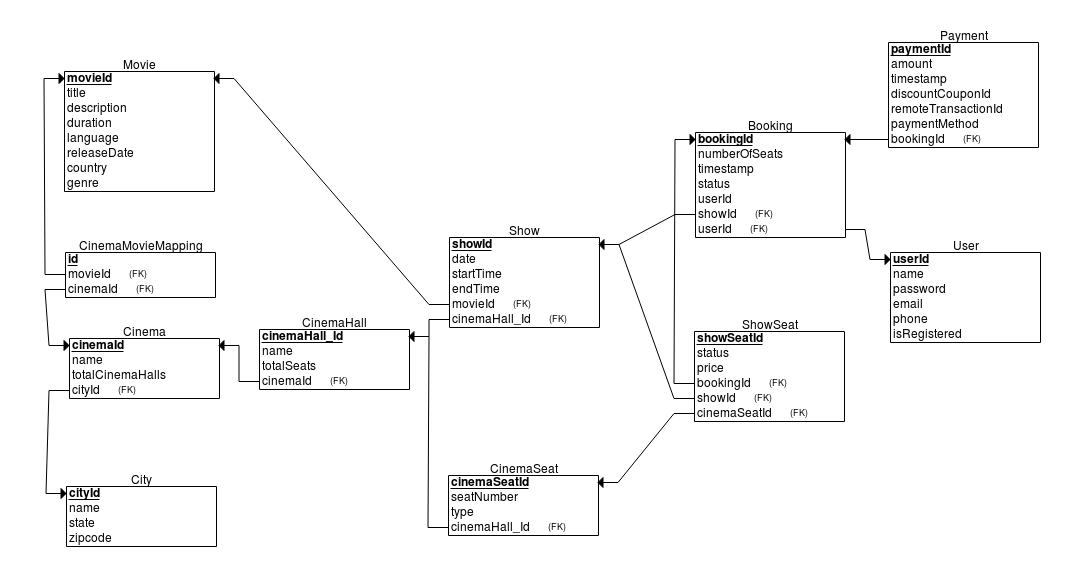 Movie
movieId
title
description
duration
language
releaseDate
country
genre
CinemaMovieMapping
id
movieId (FK)
cinemaId (FK)
Cinema
cinemaId
name
totalCinemaHalls
cityId (FK)
City
cityId
name
state
zipcode
CinemaHall
cinemaHall_Id
name
totalSeats
cinemaId (FK)
Show
showId
date
startTime
endTime
movieId (FK)
cinemaHall_Id (FK)
CinemaSeat
cinemaSeatId
seatNumber
type
cinemaHall_Id (FK)
Booking
bookingId
numberOfSeats
timestamp
status
userId
showId (FK)
userId (FK)
ShowSeat
showSeatId
status
price
bookingId (FK)
showId (FK)
cinemaSeatId (FK)
Payment
paymentId
amount
timestamp
discountCouponId
remoteTransactionId
paymentMethod
bookingId (FK)
User
userId
name
password
email
phone
isRegistered